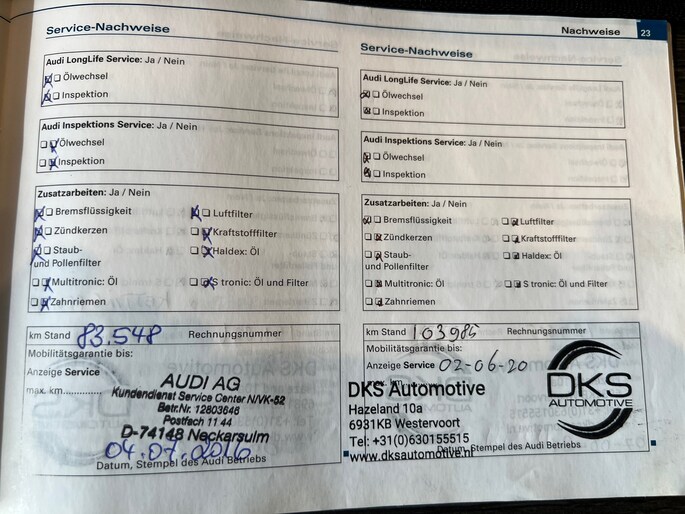 Service-Nachweise
Audi LongLife Service: Ja / Nein
Ölwechsel
Inspektion
Audi Inspektions Service: Ja / Nein
Ölwechsel
Inspektion
Zusatzarbeiten: Ja / Nein
Bremsflüssigkeit
Luftfilter
Zündkerzen
Kraftstofffilter
Staub-
und Pollenfilter
Haldex: Öl
Multitronic: Öl
S tronic: Öl und Filter
Zahnriemen
km Stand 83.548 Rechnungsnummer
Mobilitätsgarantie bis:
Anzeige Service
max. km
AUDI AG
Kundendienst Service Center N/VK-52
Betr.Nr. 12803646
Postfach 11 44
D-74148 Neckarsulm
04.07.2016
Datum, Stempel des Audi Betriebs
Nachweise 23
Service-Nachweise
Audi LongLife Service: Ja / Nein
Ölwechsel
Inspektion
Audi Inspektions Service: Ja / Nein
Ölwechsel
Inspektion
Zusatzarbeiten: Ja / Nein
Bremsflüssigkeit
Luftfilter
Zündkerzen
Kraftstofffilter
Staub-
und Pollenfilter
Haldex: Öl
Multitronic: Öl
S tronic: Öl und Filter
Zahnriemen
km Stand 103985 Rechnungsnummer
Mobilitätsgarantie bis:
Anzeige Service 02-06-20
DKS Automotive
Hazeland 10a
6931KB Westervoort
Tel: +31(0)630155515
www.dksautomotive.nl
DKS
AUTOMOTIVE
Datum, Stempel des Audi Betriebs